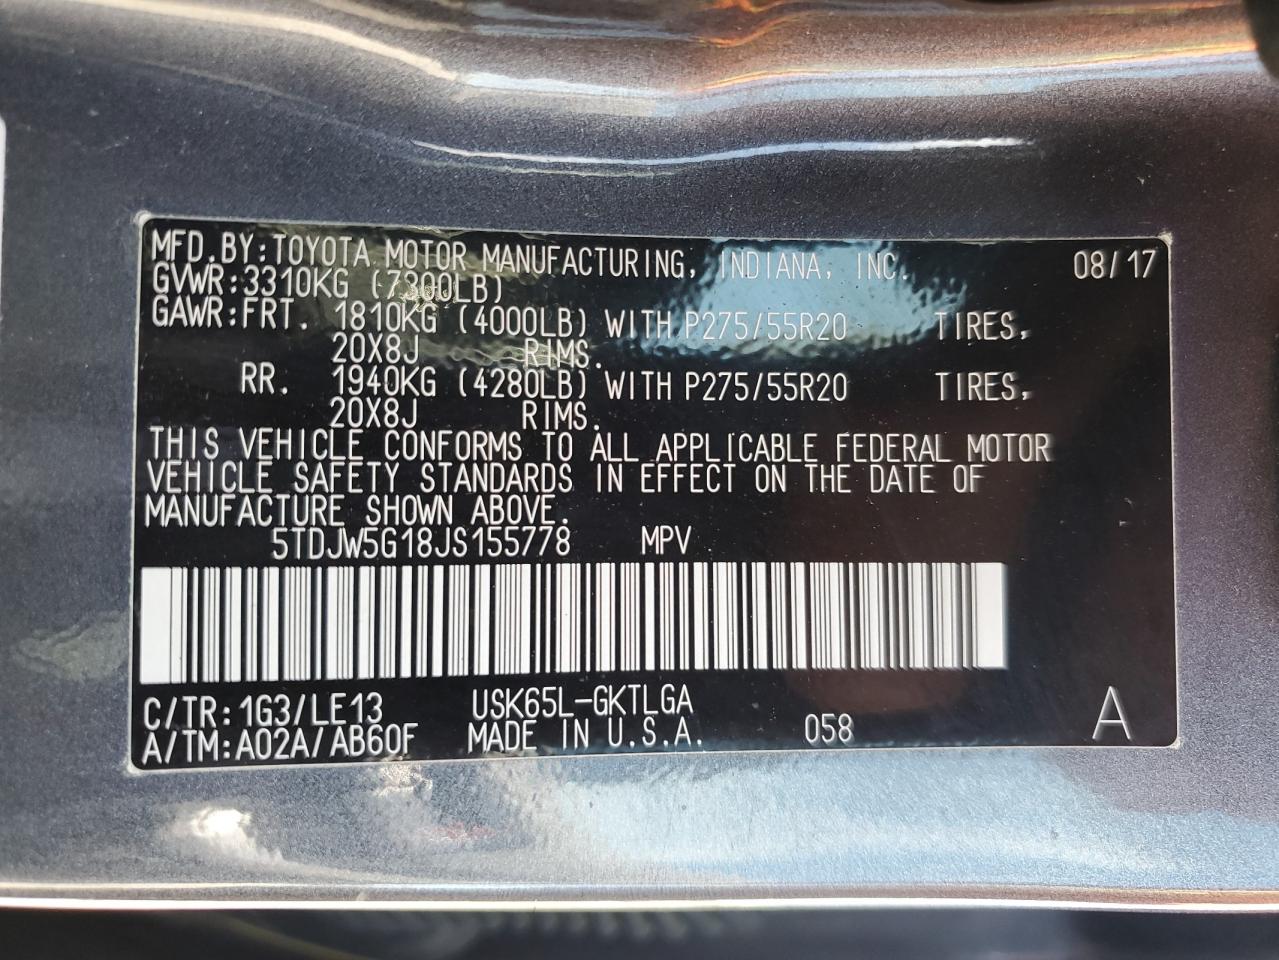 MFD.BY:TOYOTA MOTOR MANUFACTURING, INDIANA, INC. 08/17
GVWR:3310KG (7300LB)
GAWR:FRT. 1810KG (4000LB) WITH P275/55R20 TIRES,
20X8J RIMS.
RR. 1940KG (4280LB) WITH P275/55R20 TIRES,
20X8J RIMS.
THIS VEHICLE CONFORMS TO ALL APPLICABLE FEDERAL MOTOR
VEHICLE SAFETY STANDARDS IN EFFECT ON THE DATE OF
MANUFACTURE SHOWN ABOVE.
5TDJW5G18JS155778 MPV
C/TR:1G3/LE13 USK65L-GKTLGA
A/TM:A02A/AB60F MADE IN U.S.A. 058 A